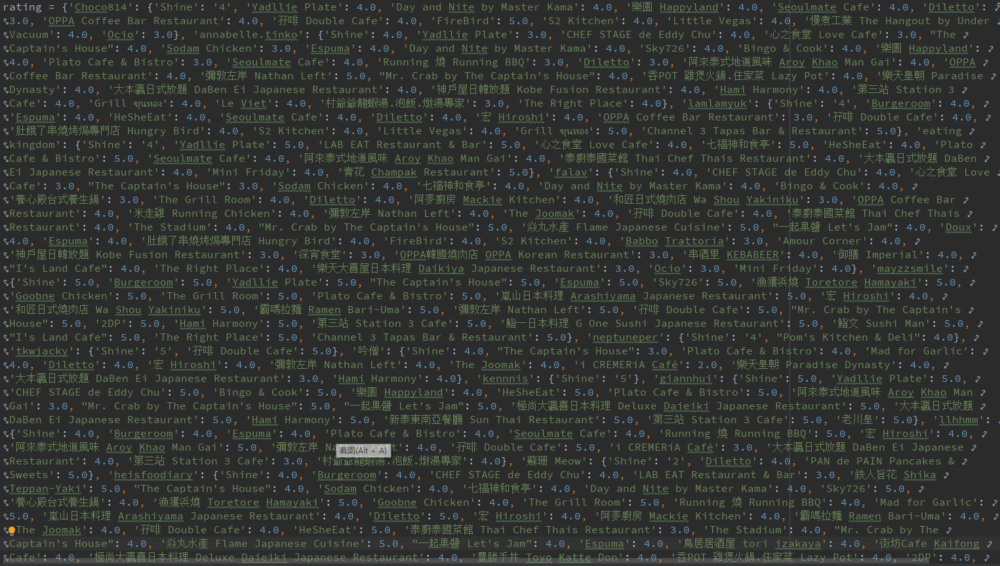 rating = {'Choco814': {'Shine': '4', 'Yadllie Plate': 4.0, 'Day and Nite by Master Kama': 4.0, '樂園 Happyland': 4.0, 'Seoulmate Cafe': 4.0, 'Diletto':
3.0, 'OPPA Coffee Bar Restaurant': 4.0, '孖啡 Double Cafe': 4.0, 'FireBird': 5.0, 'S2 Kitchen': 4.0, 'Little Vegas': 4.0, '慢煮工業 The Hangout by Under
Vacuum': 4.0, 'Ocio': 3.0}, 'annabelle.tinko': {'Shine': 4.0, 'Yadllie Plate': 3.0, 'CHEF STAGE de Eddy Chu': 4.0, '心之食堂 Love Cafe': 3.0, "The
Captain's House": 4.0, 'Sodam Chicken': 3.0, 'Espuma': 4.0, 'Day and Nite by Master Kama': 4.0, 'Sky726': 4.0, 'Bingo & Cook': 4.0, '樂園 Happyland':
4.0, 'Plato Cafe & Bistro': 3.0, 'Seoulmate Cafe': 4.0, 'Running 燒 Running BBQ': 3.0, 'Diletto': 3.0, '阿來泰式地道風味 Aroy Khao Man Gai': 4.0, 'OPPA
Coffee Bar Restaurant': 4.0, '彌敦左岸 Nathan Left': 5.0, "Mr. Crab by The Captain's House": 4.0, '吞POT 雞煲火鍋.住家菜 Lazy Pot': 4.0, '樂天皇朝 Paradise
Dynasty': 4.0, '大本瀛日式放題 DaBen Ei Japanese Restaurant': 4.0, '神戶屋日韓放題 Kobe Fusion Restaurant': 4.0, 'Hami Harmony': 4.0, '第三站 Station 3
Cafe': 4.0, 'Grill ขุนทอง': 4.0, 'Le Viet': 4.0, '村爺爺龍蝦湯.泡飯.燉湯專家': 3.0, 'The Right Place': 4.0}, 'lamlamyuk': {'Shine': '4', 'Burgeroom': 4.0,
'Espuma': 4.0, 'HeSheEat': 4.0, 'Seoulmate Cafe': 4.0, 'Diletto': 4.0, '宏 Hiroshi': 4.0, 'OPPA Coffee Bar Restaurant': 3.0, '孖啡 Double Cafe': 4.0,
'肚餓了串燒烤焗專門店 Hungry Bird': 4.0, 'S2 Kitchen': 4.0, 'Little Vegas': 4.0, 'Grill ขุนทอง': 5.0, 'Channel 3 Tapas Bar & Restaurant': 5.0}, 'eating
kingdom': {'Shine': '4', 'Yadllie Plate': 5.0, 'LAB EAT Restaurant & Bar': 5.0, '心之食堂 Love Cafe': 4.0, '七福神和食亭': 5.0, 'HeSheEat': 4.0, 'Plato
Cafe & Bistro': 5.0, 'Seoulmate Cafe': 4.0, '阿來泰式地道風味 Aroy Khao Man Gai': 4.0, '泰廚泰國菜館 Thai Chef Thais Restaurant': 4.0, '大本瀛日式放題 DaBen
Ei Japanese Restaurant': 4.0, 'Mini Friday': 4.0, '青花 Champak Restaurant': 5.0}, 'falav': {'Shine': 4.0, 'CHEF STAGE de Eddy Chu': 4.0, '心之食堂 Love
Cafe': 3.0, "The Captain's House": 3.0, 'Sodam Chicken': 4.0, '七福神和食亭': 4.0, 'Day and Nite by Master Kama': 4.0, 'Bingo & Cook': 4.0,
'養心殿台式養生鍋': 3.0, 'The Grill Room': 4.0, 'Diletto': 4.0, '阿麥廚房 Mackie Kitchen': 4.0, '和匠日式燒肉店 Wa Shou Yakiniku': 3.0, 'OPPA Coffee Bar
Restaurant': 4.0, '米走雞 Running Chicken': 4.0, '彌敦左岸 Nathan Left': 5.0, 'The Joomak': 4.0, '孖啡 Double Cafe': 4.0, '泰廚泰國菜館 Thai Chef Thais
Restaurant': 4.0, 'The Stadium': 4.0, "Mr. Crab by The Captain's House": 5.0, '焱丸水產 Flame Japanese Cuisine': 5.0, "一起果醬 Let's Jam": 4.0, 'Doux':
4.0, 'Espuma': 4.0, '肚餓了串燒烤焗專門店 Hungry Bird': 4.0, 'FireBird': 4.0, 'S2 Kitchen': 4.0, 'Babbo Trattoria': 3.0, 'Amour Corner': 4.0,
'神戶屋日韓放題 Kobe Fusion Restaurant': 3.0, '深宵食堂': 3.0, 'OPPA韓國燒肉店 OPPA Korean Restaurant': 3.0, '串酒里 KEBABEER': 4.0, '御膳 Imperial': 4.0,
"I's Land Cafe": 4.0, 'The Right Place': 4.0, '樂天大喜屋日本料理 Daikiya Japanese Restaurant': 3.0, 'Ocio': 3.0, 'Mini Friday': 4.0}, 'mayzzsmile':
{'Shine': 5.0, 'Burgeroom': 5.0, 'Yadllie Plate': 5.0, "The Captain's House": 5.0, 'Espuma': 5.0, 'Sky726': 5.0, '漁獲浜燒 Toretore Hamayaki': 5.0,
'Goobne Chicken': 5.0, 'The Grill Room': 5.0, 'Plato Cafe & Bistro': 5.0, '嵐山日本料理 Arashiyama Japanese Restaurant': 5.0, '宏 Hiroshi': 4.0,
'和匠日式燒肉店 Wa Shou Yakiniku': 5.0, '霸嗎拉麵 Ramen Bari-Uma': 5.0, '彌敦左岸 Nathan Left': 5.0, '孖啡 Double Cafe': 5.0, "Mr. Crab by The Captain's
House": 5.0, '2DP': 5.0, 'Hami Harmony': 5.0, '第三站 Station 3 Cafe': 5.0, '鮨一日本料理 G One Sushi Japanese Restaurant': 5.0, '鮨文 Sushi Man': 5.0,
"I's Land Cafe": 5.0, 'The Right Place': 5.0, 'Channel 3 Tapas Bar & Restaurant': 5.0}, 'neptuneper': {'Shine': '4', "Pom's Kitchen & Deli": 4.0},
'tkwjacky': {'Shine': '5', '孖啡 Double Cafe': 5.0}, '吟僧': {'Shine': 4.0, "The Captain's House": 3.0, 'Plato Cafe & Bistro': 4.0, 'Mad for Garlic':
4.0, 'Diletto': 4.0, '宏 Hiroshi': 4.0, '彌敦左岸 Nathan Left': 4.0, 'The Joomak': 4.0, 'i CREMERiA Café': 2.0, '樂天皇朝 Paradise Dynasty': 4.0,
'大本瀛日式放題 DaBen Ei Japanese Restaurant': 3.0, 'Hami Harmony': 4.0}, 'kennnis': {'Shine': '5'}, 'giannhui': {'Shine': 5.0, 'Yadllie Plate': 5.0,
'CHEF STAGE de Eddy Chu': 5.0, 'Bingo & Cook': 5.0, '樂園 Happyland': 4.0, 'HeSheEat': 4.0, 'Plato Cafe & Bistro': 5.0, '阿來泰式地道風味 Aroy Khao Man
Gai': 3.0, "Mr. Crab by The Captain's House": 5.0, "一起果醬 Let's Jam": 5.0, '極尚大瀛喜日本料理 Deluxe Daieiki Japanese Restaurant': 5.0, '大本瀛日式放題
DaBen Ei Japanese Restaurant': 5.0, 'Hami Harmony': 5.0, '新泰東南亞餐廳 Sun Thai Restaurant': 5.0, '第三站 Station 3 Cafe': 5.0, '老川皇': 5.0}, 'llhhmm':
{'Shine': 4.0, 'Burgeroom': 4.0, 'Espuma': 4.0, 'Plato Cafe & Bistro': 4.0, 'Seoulmate Cafe': 4.0, 'Running 燒 Running BBQ': 5.0, '宏 Hiroshi': 4.0,
'阿來泰式地道風味 Aroy Khao Man Gai': 5.0, '彌敦左岸 t': 4.0, '孖啡 Double Cafe': 5.0, 'i CREMERiA Café': 3.0, '大本瀛日式放題 DaBen Ei Japanese
截图(Alt + A)
Restaurant': 4.0, '第三站 Station 3 Cafe': 3.0, '村爺爺龍蝦湯.泡飯.燉湯專家': 4.0}, '蘇珊 Meow': {'Shine': '2', 'Diletto': 4.0, 'PAN de PAIN Pancakes &
Sweets': 5.0}, 'heisfoodiary': {'Shine': 4.0, 'Burgeroom': 4.0, 'CHEF STAGE de Eddy Chu': 4.0, 'LAB EAT Restaurant & Bar': 3.0, '鉄人旨花 Shika
Teppan-Yaki': 5.0, "The Captain's House": 4.0, 'Sodam Chicken': 4.0, '七福神和食亭': 4.0, 'Day and Nite by Master Kama': 4.0, 'Sky726': 5.0,
'養心殿台式養生鍋': 4.0, '漁獲浜燒 Toretore Hamayaki': 5.0, 'Goobne Chicken': 4.0, 'The Grill Room': 5.0, 'Running 燒 Running BBQ': 4.0, 'Mad for Garlic':
5.0, '嵐山日本料理 Arashiyama Japanese Restaurant': 4.0, 'Diletto': 5.0, '宏 Hiroshi': 4.0, '阿麥廚房 Mackie Kitchen': 4.0, '霸嗎拉麵 Ramen Bari-Uma': 4.0,
The Joomak': 4.0, '孖啡 Double Cafe': 4.0, 'HeSheEat': 5.0, '泰廚泰國菜館 Thai Chef Thais Restaurant': 3.0, 'The Stadium': 4.0, "Mr. Crab by The
Captain's House": 4.0, '焱丸水產 Flame Japanese Cuisine': 5.0, "一起果醬 Let's Jam": 4.0, 'Espuma': 4.0, '鳥居居酒屋 tori izakaya': 4.0, '街坊Cafe Kaifong
Cafe': 4.0, '極尚大瀛喜日本料理 Deluxe Daieiki Japanese Restaurant': 4.0, '豊勝手丼 Toyo Katte Don': 4.0, '吞POT 雞煲火鍋.住家菜 Lazy Pot': 4.0, '2DP': 4.0,